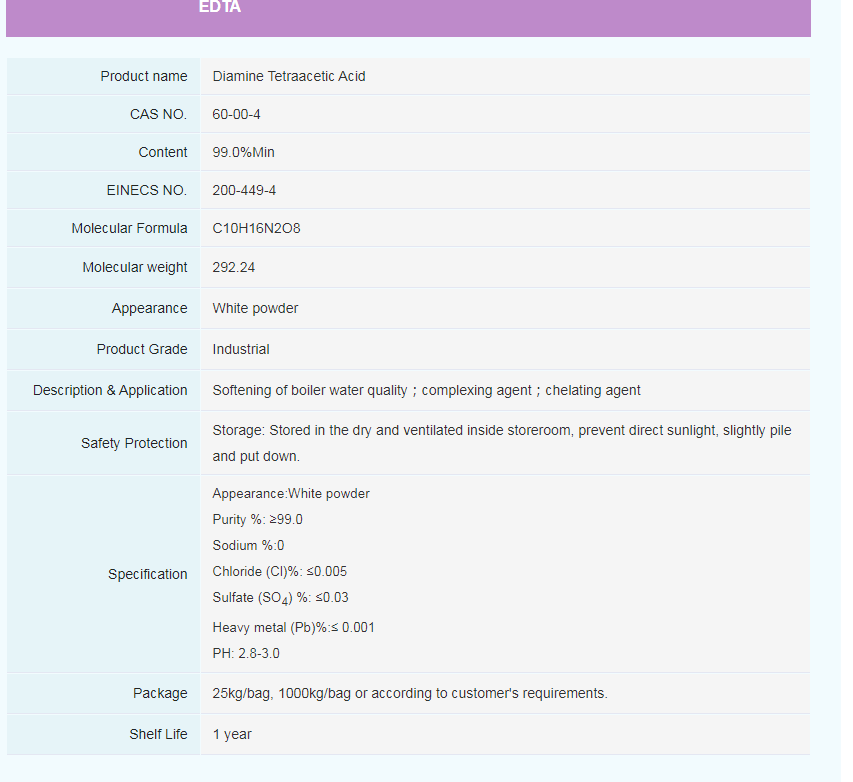 EDTA
Product name Diamine Tetraacetic Acid
CAS NO. 60-00-4
Content 99.0%Min
EINECS NO. 200-449-4
Molecular Formula C10H16N2O8
Molecular weight 292.24
Appearance White powder
Product Grade Industrial
Description & Application Softening of boiler water quality；complexing agent；chelating agent
Safety Protection Storage: Stored in the dry and ventilated inside storeroom, prevent direct sunlight, slightly pile
and put down.
Specification
Appearance:White powder
Purity %: ≥99.0
Sodium %:0
Chloride (Cl)%: ≤0.005
Sulfate (SO₄) %: ≤0.03
Heavy metal (Pb)%:≤ 0.001
PH: 2.8-3.0
Package 25kg/bag, 1000kg/bag or according to customer's requirements.
Shelf Life 1 year